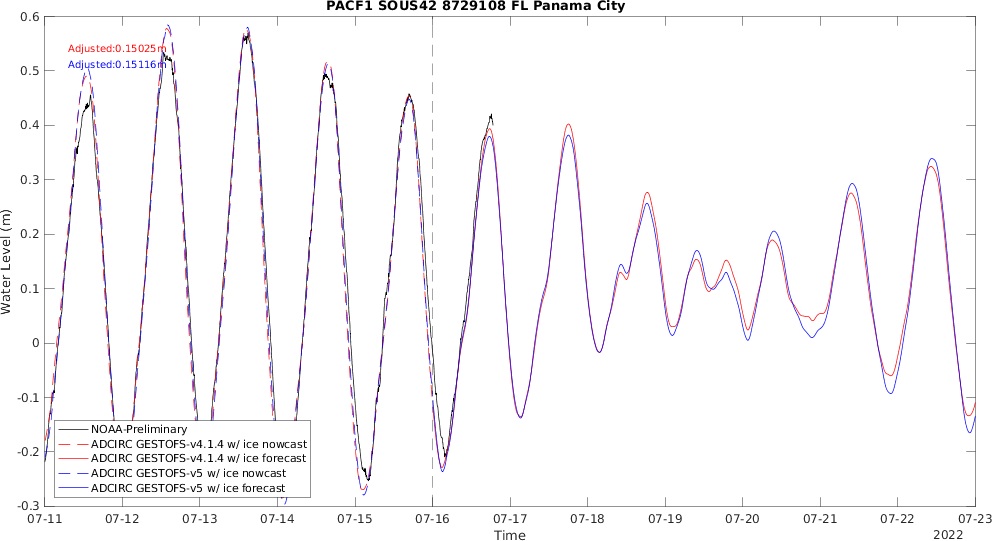 PACF1 SOUS42 8729108 FL Panama City
0.6
Adjusted:0.15025m
Adjusted:0.15116m
0.5
0.4
0.3
0.2
0.1
0
-0.1
-0.2
-0.3
Water Level (m)
NOAA-Preliminary
ADCIRC GESTOFS-v4.1.4 w/ ice nowcast
ADCIRC GESTOFS-v4.1.4 w/ ice forecast
ADCIRC GESTOFS-v5 w/ ice nowcast
ADCIRC GESTOFS-v5 w/ ice forecast
07-11 07-12 07-13 07-14 07-15 07-16 07-17 07-18 07-19 07-20 07-21 07-22 07-23
Time
2022